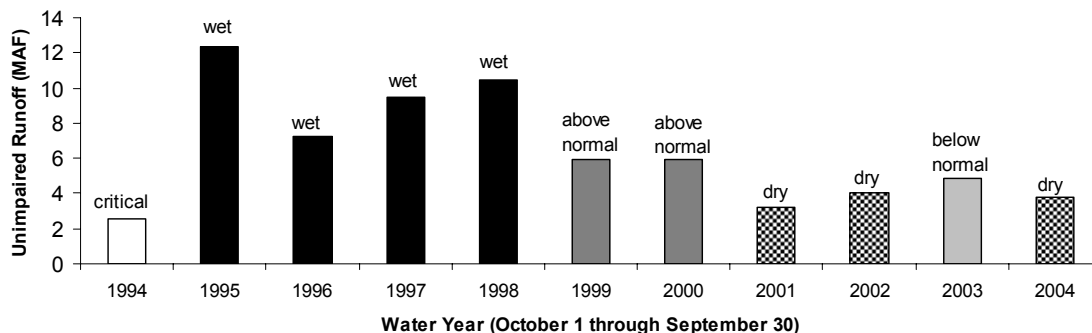 Unimpaired Runoff (MAF)
14
12
10
8
6
4
2
0
critical
wet
wet
wet
wet
above
normal
above
normal
dry
dry
below
normal
dry
1994 1995 1996 1997 1998 1999 2000 2001 2002 2003 2004
Water Year (October 1 through September 30)